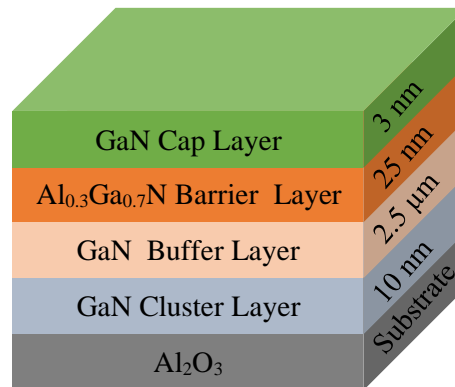 GaN Cap Layer
3 nm
Al₀.₃Ga₀.₇N Barrier Layer
25 nm
GaN Buffer Layer
2.5 µm
GaN Cluster Layer
10 nm
Al₂O₃
Substrate